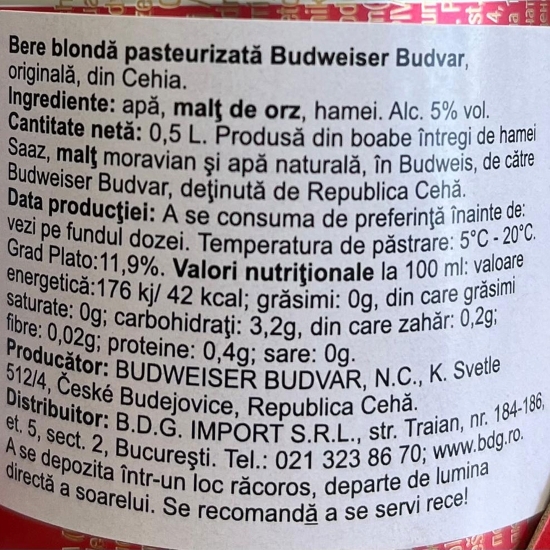 Bere blondă pasteurizată Budweiser Budvar,
originală, din Cehia.
Ingrediente: apă, malţ de orz, hamei. Alc. 5% vol.
Cantitate netă: 0,5 L. Produsă din boabe întregi de hamei
Saaz, malţ moravian şi apă naturală, în Budweis, de către
Budweiser Budvar, deţinută de Republica Cehă.
Data producţiei: A se consuma de preferinţă înainte de:
vezi pe fundul dozei. Temperatura de păstrare: 5°C - 20°C.
Grad Plato:11,9%. Valori nutriţionale la 100 ml: valoare
energetică:176 kj/ 42 kcal; grăsimi: 0g, din care grăsimi
saturate: 0g; carbohidraţi: 3,2g, din care zahăr: 0,2g;
fibre: 0,02g; proteine: 0,4g; sare: 0g.
Producător: BUDWEISER BUDVAR, N.C., K. Svetle
512/4, České Budejovice, Republica Cehă.
Distribuitor: B.D.G. IMPORT S.R.L., str. Traian, nr. 184-186,
et. 5, sect. 2, Bucureşti. Tel.: 021 323 86 70; www.bdg.ro.
A se depozita într-un loc răcoros, departe de lumina
directă a soarelui. Se recomandă a se servi rece!